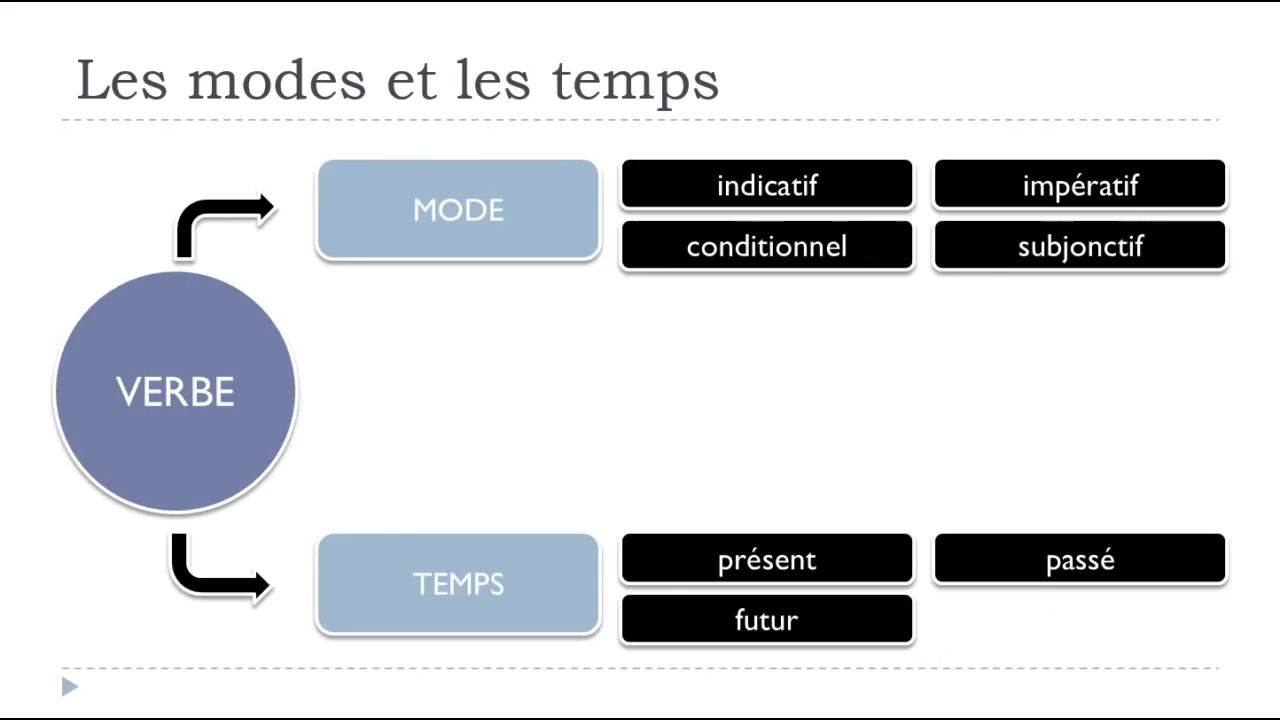 Les modes et les temps
MODE
indicatif
impératif
conditionnel
subjonctif
VERBE
TEMPS
présent
passé
futur